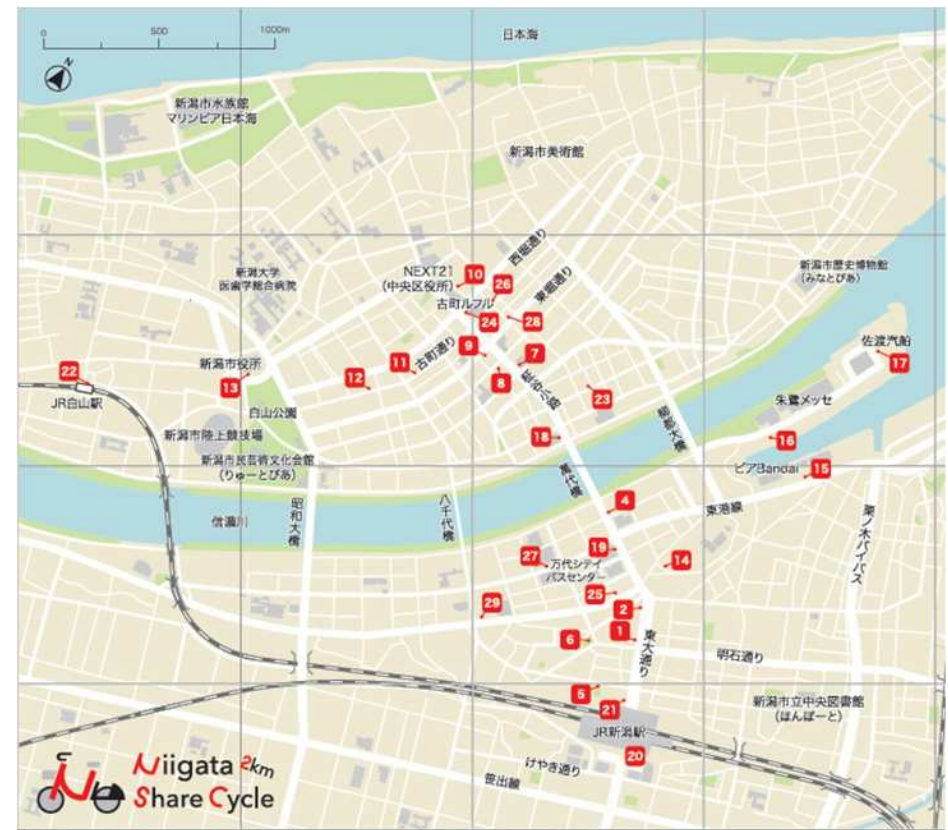 0 500 1000m
N
日本海
新潟市水族館
マリンピア日本海
新潟市美術館
西堀通り
東堀通り
新潟大学
医歯学総合病院
NEXT21
(中央区役所)
10
26
古町ルフル
24
28
新潟市歴史博物館
(みなとぴあ)
佐渡汽船
17
新潟市役所
13
22
JR白山駅
12
11
古町通り
9
7
8
柾谷小路
23
白山公園
新潟市陸上競技場
新潟市民芸術文化会館
(りゅーとぴあ)
18
柳都大橋
朱鷺メッセ
16
ピアBandai
15
萬代橋
信濃川
昭和大橋
八千代橋
4
東港線
栗ノ木バイパス
27
19
万代シテイ
バスセンター
14
29
25
2
6
1
東大通り
明石通り
5
21
JR新潟駅
新潟市立中央図書館
(ほんぽーと)
20
けやき通り
笹出線
Niigata 2km
Share Cycle